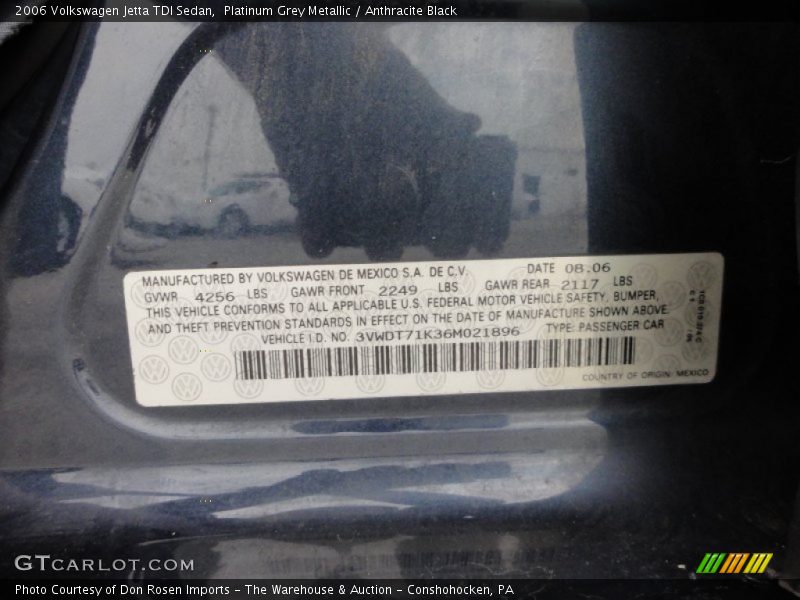 2006 Volkswagen Jetta TDI Sedan, Platinum Grey Metallic / Anthracite Black
MANUFACTURED BY VOLKSWAGEN DE MEXICO S.A. DE C.V. DATE 08.06
GVWR 4256 LBS GAWR FRONT 2249 LBS GAWR REAR 2117 LBS
THIS VEHICLE CONFORMS TO ALL APPLICABLE U.S. FEDERAL MOTOR VEHICLE SAFETY, BUMPER,
AND THEFT PREVENTION STANDARDS IN EFFECT ON THE DATE OF MANUFACTURE SHOWN ABOVE.
VEHICLE I.D. NO. 3VWDT71K36M021896 TYPE: PASSENGER CAR
COUNTRY OF ORIGIN: MEXICO
GTCARLOT.COM
Photo Courtesy of Don Rosen Imports - The Warehouse & Auction - Conshohocken, PA